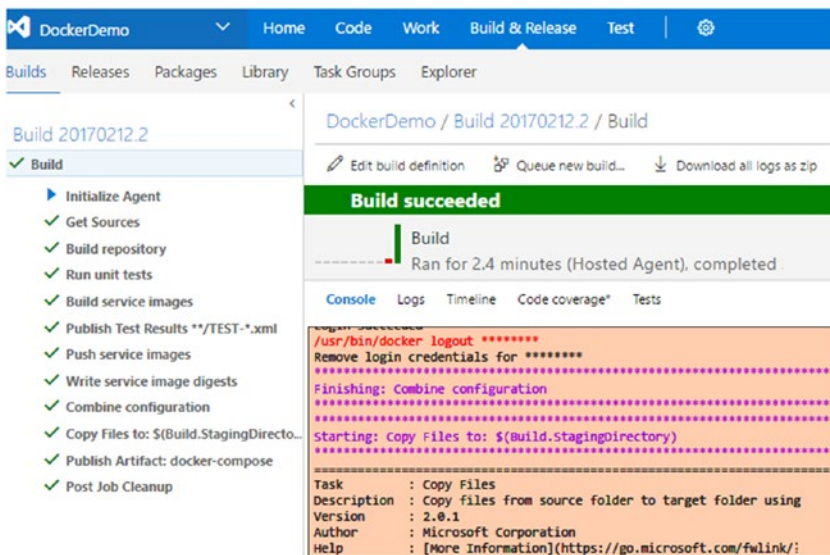 DockerDemo Home Code Work Build & Release Test
Builds Releases Packages Library Task Groups Explorer
Build 20170212.2
Build
Initialize Agent
Get Sources
Build repository
Run unit tests
Build service images
Publish Test Results **/TEST-*.xml
Push service images
Write service image digests
Combine configuration
Copy Files to: $(Build.StagingDirecto...
Publish Artifact: docker-compose
Post Job Cleanup
DockerDemo / Build 20170212.2 / Build
Edit build definition Queue new build... Download all logs as zip
Build succeeded
Build
Ran for 2.4 minutes (Hosted Agent), completed
Console Logs Timeline Code coverage* Tests
Login Succeeded
/usr/bin/docker logout ********
Remove login credentials for ********
Finishing: Combine configuration
Starting: Copy Files to: $(Build.StagingDirectory)
Task : Copy Files
Description : Copy files from source folder to target folder using
Version : 2.0.1
Author : Microsoft Corporation
Help : [More Information](https://go.microsoft.com/fwlink/